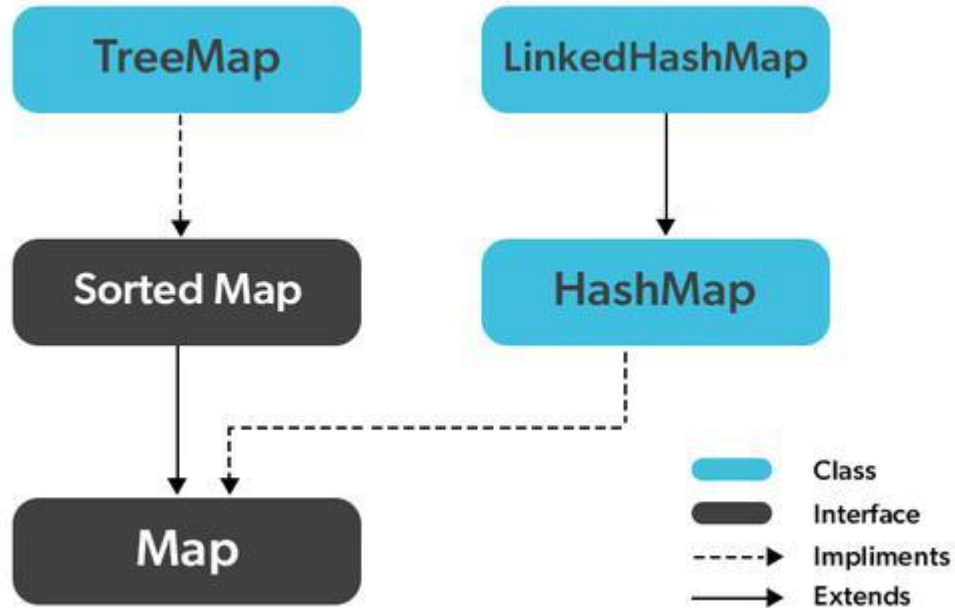 TreeMap
LinkedHashMap
Sorted Map
HashMap
Map
Class
Interface
Impliments
Extends